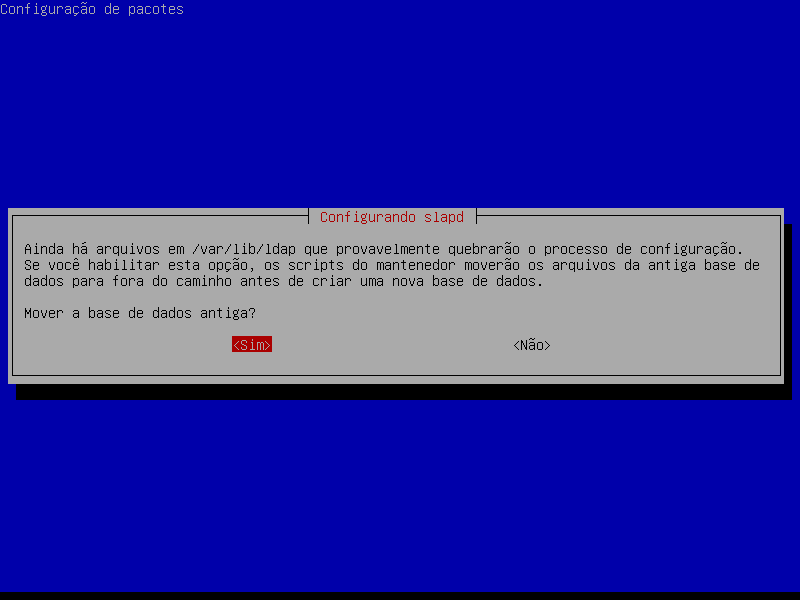 Configuração de pacotes
Configurando slapd
Ainda há arquivos em /var/lib/ldap que provavelmente quebrarão o processo de configuração.
Se você habilitar esta opção, os scripts do mantenedor moverão os arquivos da antiga base de
dados para fora do caminho antes de criar uma nova base de dados.
Mover a base de dados antiga?
<Sim> <Não>